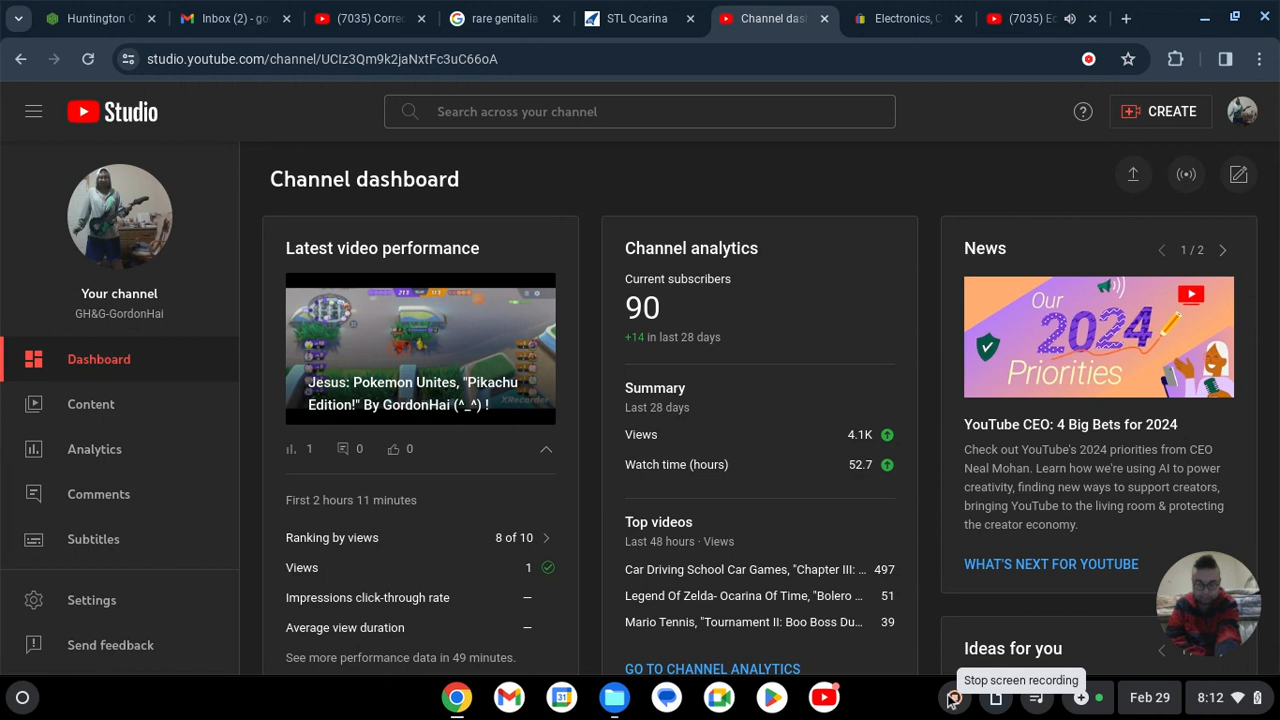 Huntington C
Inbox (2) - go
(7035) Correc
rare genitalia
STL Ocarina
Channel das
Electronics, C
(7035) Ec
studio.youtube.com/channel/UCIz3Qm9k2jaNxtFc3uC66oA
Studio
Search across your channel
CREATE
Your channel
GH&G-GordonHai
Dashboard
Content
Analytics
Comments
Subtitles
Settings
Send feedback
Channel dashboard
Latest video performance
Jesus: Pokemon Unites, "Pikachu
Edition!" By GordonHai (^_^) !
XRecorder
1 0 0
First 2 hours 11 minutes
Ranking by views 8 of 10
Views 1
Impressions click-through rate —
Average view duration —
See more performance data in 49 minutes.
Channel analytics
Current subscribers
90
+14 in last 28 days
Summary
Last 28 days
Views 4.1K
Watch time (hours) 52.7
Top videos
Last 48 hours · Views
Car Driving School Car Games, "Chapter III: ... 497
Legend Of Zelda- Ocarina Of Time, "Bolero ... 51
Mario Tennis, "Tournament II: Boo Boss Du... 39
GO TO CHANNEL ANALYTICS
News
1 / 2
Our
2024
Priorities
YouTube CEO: 4 Big Bets for 2024
Check out YouTube's 2024 priorities from CEO
Neal Mohan. Learn how we're using AI to power
creativity, finding new ways to support creators,
bringing YouTube to the living room & protecting
the creator economy.
WHAT'S NEXT FOR YOUTUBE
Ideas for you
Stop screen recording
Feb 29
8:12